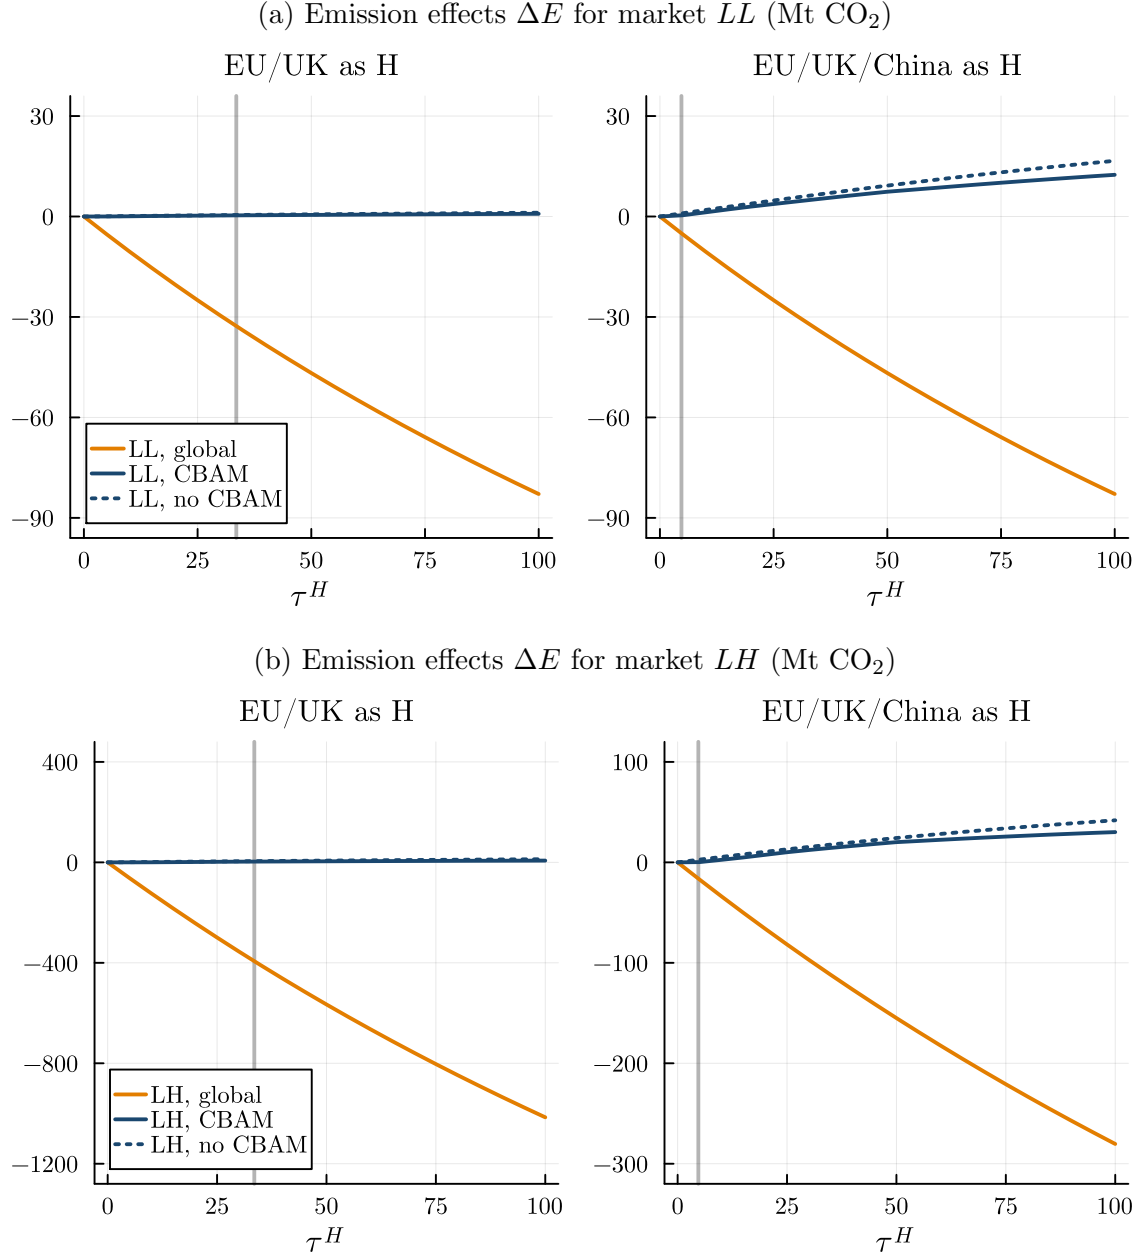 (a) Emission effects ΔE for market LL (Mt CO₂)
EU/UK as H
30
0
−30
−60
−90
LL, global
LL, CBAM
LL, no CBAM
0 25 50 75 100
τᴴ
EU/UK/China as H
30
0
−30
−60
−90
0 25 50 75 100
τᴴ
(b) Emission effects ΔE for market LH (Mt CO₂)
EU/UK as H
400
0
−400
−800
−1200
LH, global
LH, CBAM
LH, no CBAM
0 25 50 75 100
τᴴ
EU/UK/China as H
100
0
−100
−200
−300
0 25 50 75 100
τᴴ